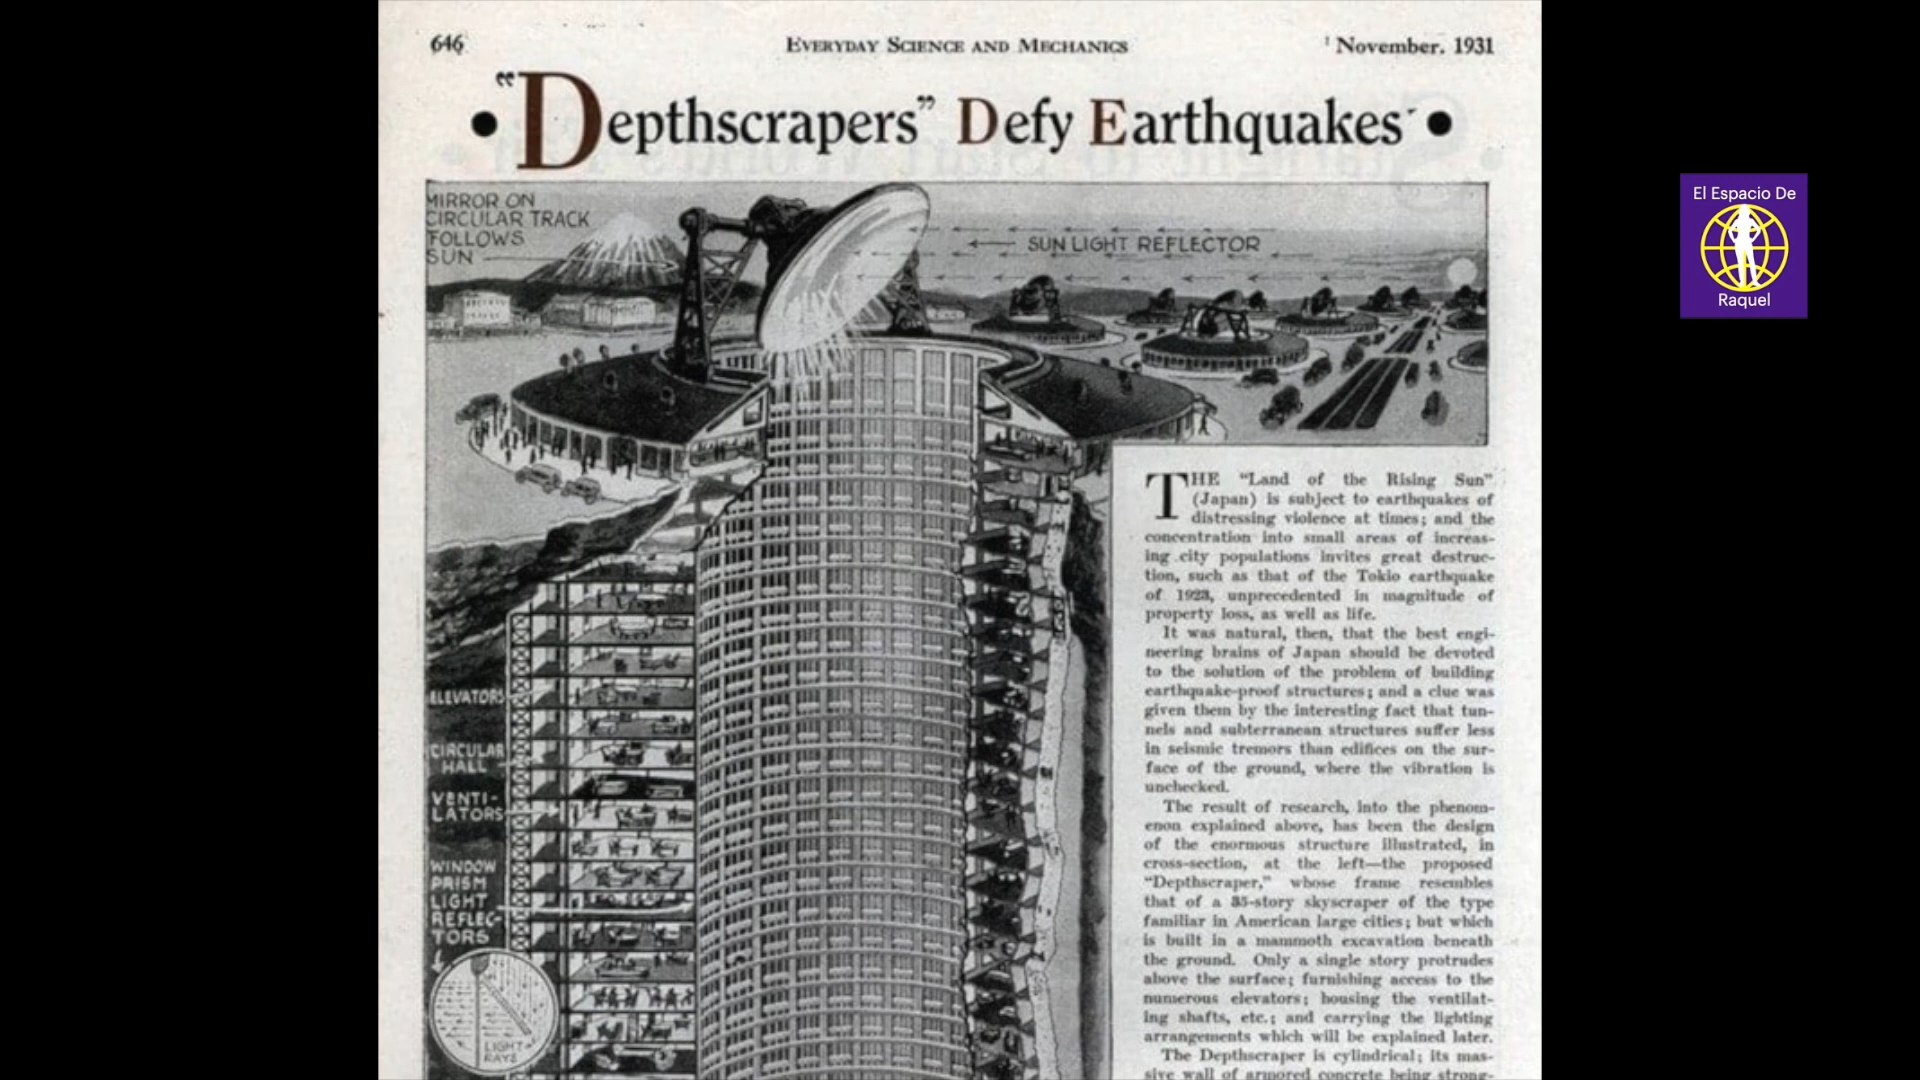 646
EVERYDAY SCIENCE AND MECHANICS
November. 1931
"Depthscrapers" Defy Earthquakes
MIRROR ON
CIRCULAR TRACK
FOLLOWS
SUN
SUN LIGHT REFLECTOR
El Espacio De
Raquel
ELEVATORS
CIRCULAR
HALL
VENTI-
LATORS
WINDOW
PRISM
LIGHT
REFLEC-
TORS
LIGHT
RAYS
THE "Land of the Rising Sun"
(Japan) is subject to earthquakes of
distressing violence at times; and the
concentration into small areas of increas-
ing city populations invites great destruc-
tion, such as that of the Tokio earthquake
of 1923, unprecedented in magnitude of
property loss, as well as life.
It was natural, then, that the best engi-
neering brains of Japan should be devoted
to the solution of the problem of building
earthquake-proof structures; and a clue was
given them by the interesting fact that tun-
nels and subterranean structures suffer less
in seismic tremors than edifices on the sur-
face of the ground, where the vibration is
unchecked.
The result of research, into the phenom-
enon explained above, has been the design
of the enormous structure illustrated, in
cross-section, at the left—the proposed
"Depthscraper," whose frame resembles
that of a 35-story skyscraper of the type
familiar in American large cities; but which
is built in a mammoth excavation beneath
the ground. Only a single story protrudes
above the surface; furnishing access to the
numerous elevators; housing the ventilat-
ing shafts, etc.; and carrying the lighting
arrangements which will be explained later.
The Depthscraper is cylindrical; its mas-
sive wall of armored concrete being strong-